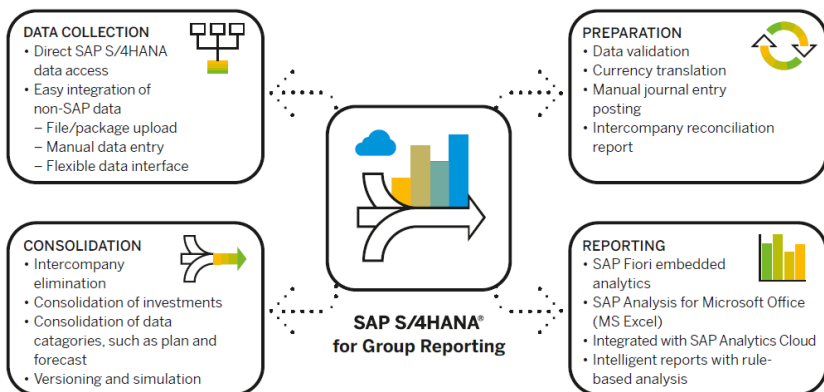 DATA COLLECTION
• Direct SAP S/4HANA
data access
• Easy integration of
non-SAP data
– File/package upload
– Manual data entry
– Flexible data interface
PREPARATION
• Data validation
• Currency translation
• Manual journal entry
posting
• Intercompany reconciliation
report
CONSOLIDATION
• Intercompany
elimination
• Consolidation of investments
• Consolidation of data
catagories, such as plan and
forecast
• Versioning and simulation
SAP S/4HANA®
for Group Reporting
REPORTING
• SAP Fiori embedded
analytics
• SAP Analysis for Microsoft Office
(MS Excel)
• Integrated with SAP Analytics Cloud
• Intelligent reports with rule-
based analysis